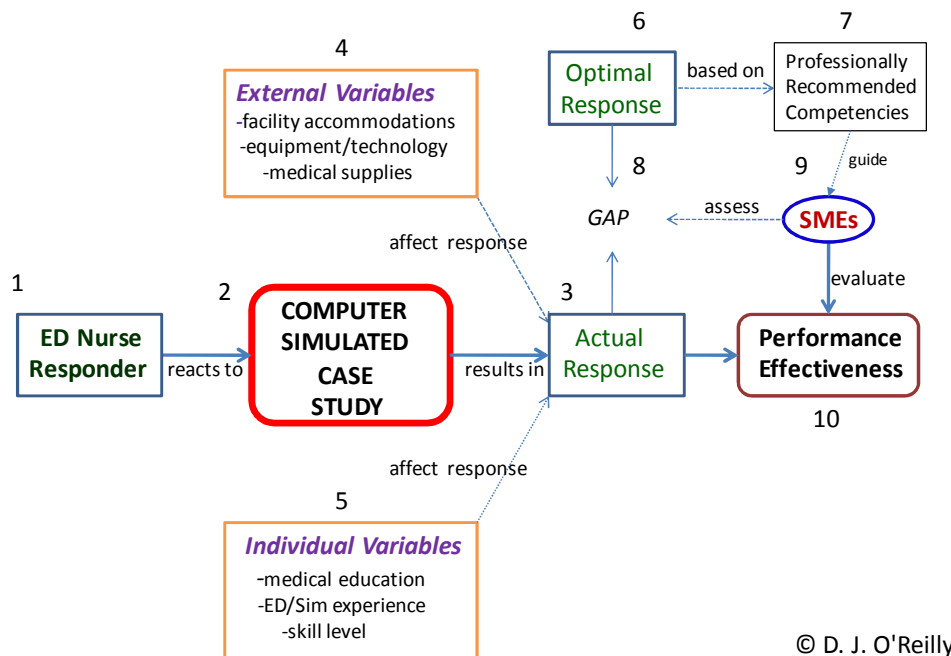 4
External Variables
-facility accommodations
-equipment/technology
-medical supplies
6
Optimal
Response
based on
7
Professionally
Recommended
Competencies
8
GAP
assess
9
guide
SMEs
evaluate
affect response
1
ED Nurse
Responder
reacts to
2
COMPUTER
SIMULATED
CASE
STUDY
results in
3
Actual
Response
Performance
Effectiveness
10
affect response
5
Individual Variables
-medical education
-ED/Sim experience
-skill level
© D. J. O'Reilly